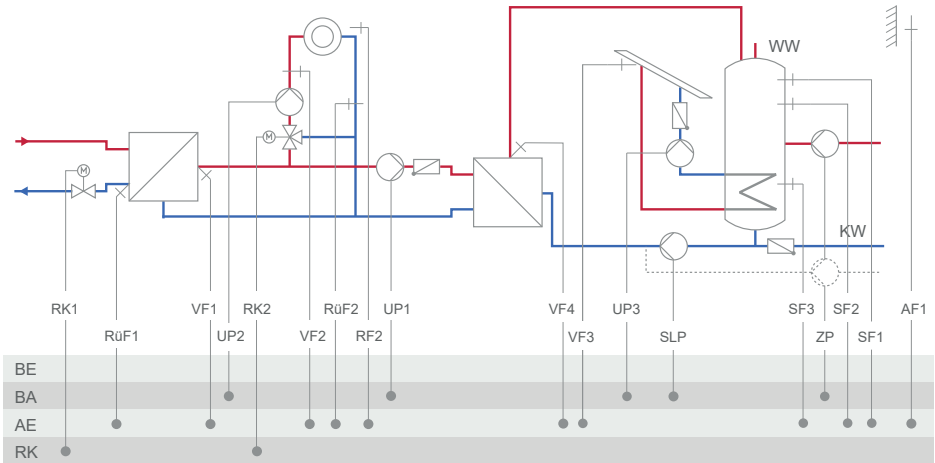 WW
M
M
KW
RK1 VF1 RK2 RüF2 UP1 VF4 UP3 SF3 SF2 AF1
RüF1 UP2 VF2 RF2 VF3 SLP ZP SF1
BE
BA
AE
RK